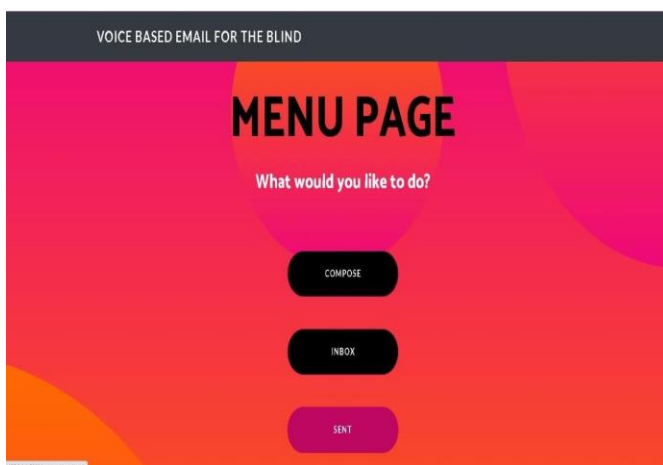 VOICE BASED EMAIL FOR THE BLIND
MENU PAGE
What would you like to do?
COMPOSE
INBOX
SENT